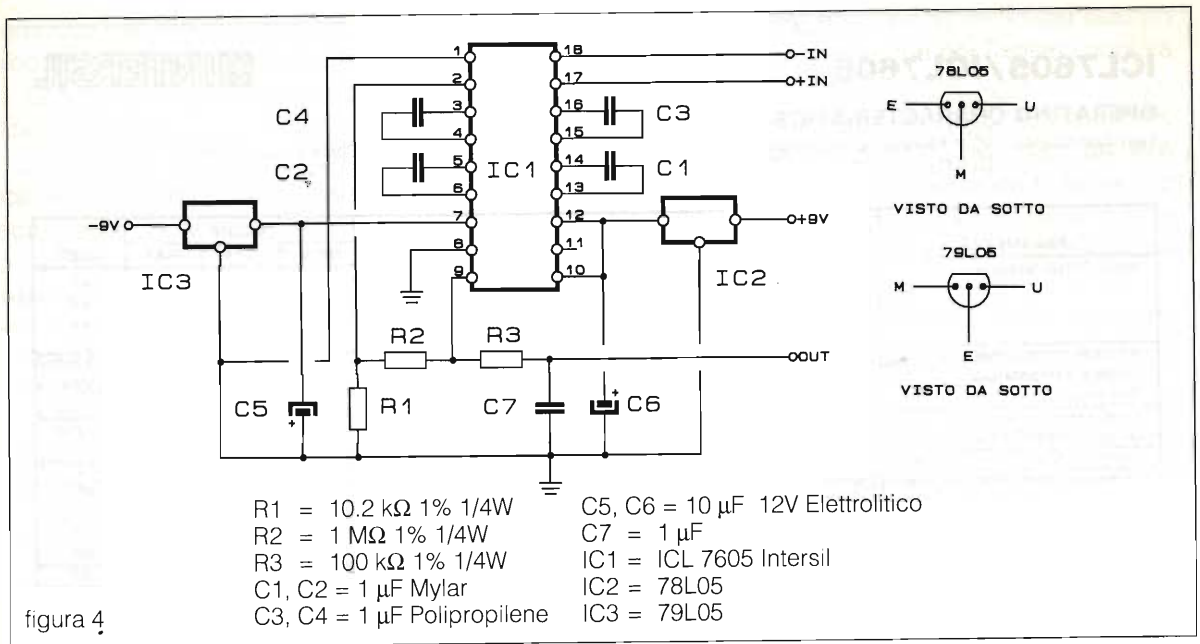 ICL7605/ICL7606
INTERSIL
1
2
3
4
5
6
7
8
9
18
17
16
15
14
13
12
11
10
IC1
C4
C2
C3
C1
-IN
+IN
-9V
+9V
IC3
IC2
R2
R3
OUT
C5
R1
C7
C6
+
+
78L05
E
U
M
VISTO DA SOTTO
79L05
M
U
E
VISTO DA SOTTO
R1 = 10.2 kΩ 1% 1/4W
R2 = 1 MΩ 1% 1/4W
R3 = 100 kΩ 1% 1/4W
C1, C2 = 1 μF Mylar
C3, C4 = 1 μF Polipropilene
C5, C6 = 10 μF 12V Elettrolitico
C7 = 1 μF
IC1 = ICL 7605 Intersil
IC2 = 78L05
IC3 = 79L05
figura 4